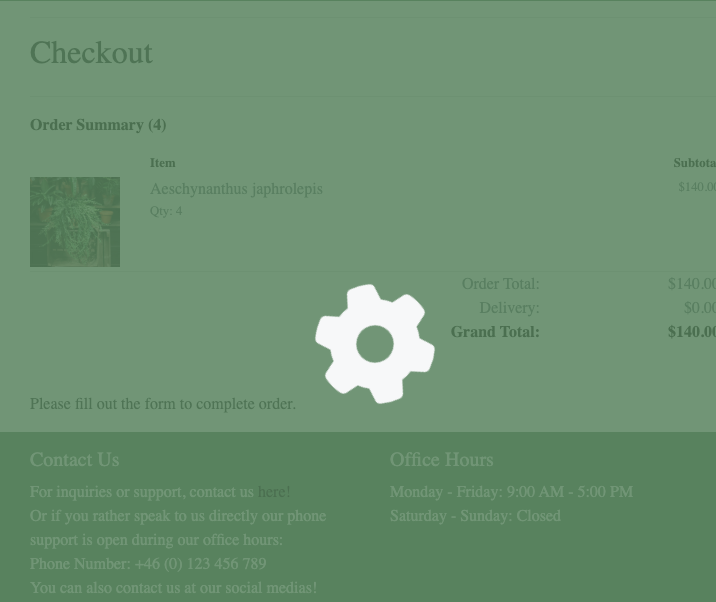 Checkout
Order Summary (4)
Item Subtota
Aeschynanthus japhrolepis $140.00
Qty: 4
Order Total: $140.00
Delivery: $0.00
Grand Total: $140.00
Please fill out the form to complete order.
Contact Us
For inquiries or support, contact us here!
Or if you rather speak to us directly our phone
support is open during our office hours:
Phone Number: +46 (0) 123 456 789
You can also contact us at our social medias!
Office Hours
Monday - Friday: 9:00 AM - 5:00 PM
Saturday - Sunday: Closed